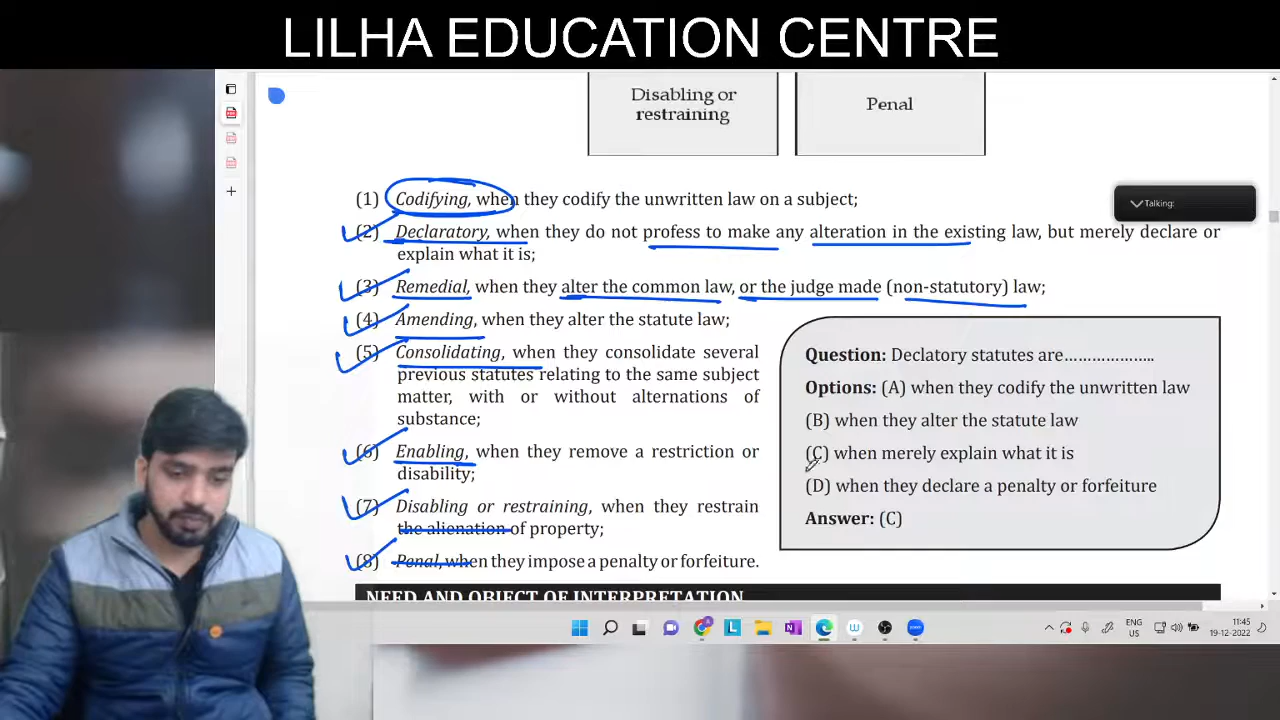 LILHA EDUCATION CENTRE
Disabling or
restraining
Penal
(1) Codifying, when they codify the unwritten law on a subject;
Talking:
(2) Declaratory, when they do not profess to make any alteration in the existing law, but merely declare or
explain what it is;
(3) Remedial, when they alter the common law, or the judge made (non-statutory) law;
(4) Amending, when they alter the statute law;
(5) Consolidating, when they consolidate several
previous statutes relating to the same subject
matter, with or without alternations of
substance;
(6) Enabling, when they remove a restriction or
disability;
(7) Disabling or restraining, when they restrain
the alienation of property;
(8) Penal, when they impose a penalty or forfeiture.
Question: Declatory statutes are...................
Options: (A) when they codify the unwritten law
(B) when they alter the statute law
(C) when merely explain what it is
(D) when they declare a penalty or forfeiture
Answer: (C)
NEED AND OBJECT OF INTERPRETATION
ENG
US
11:45
19-12-2022